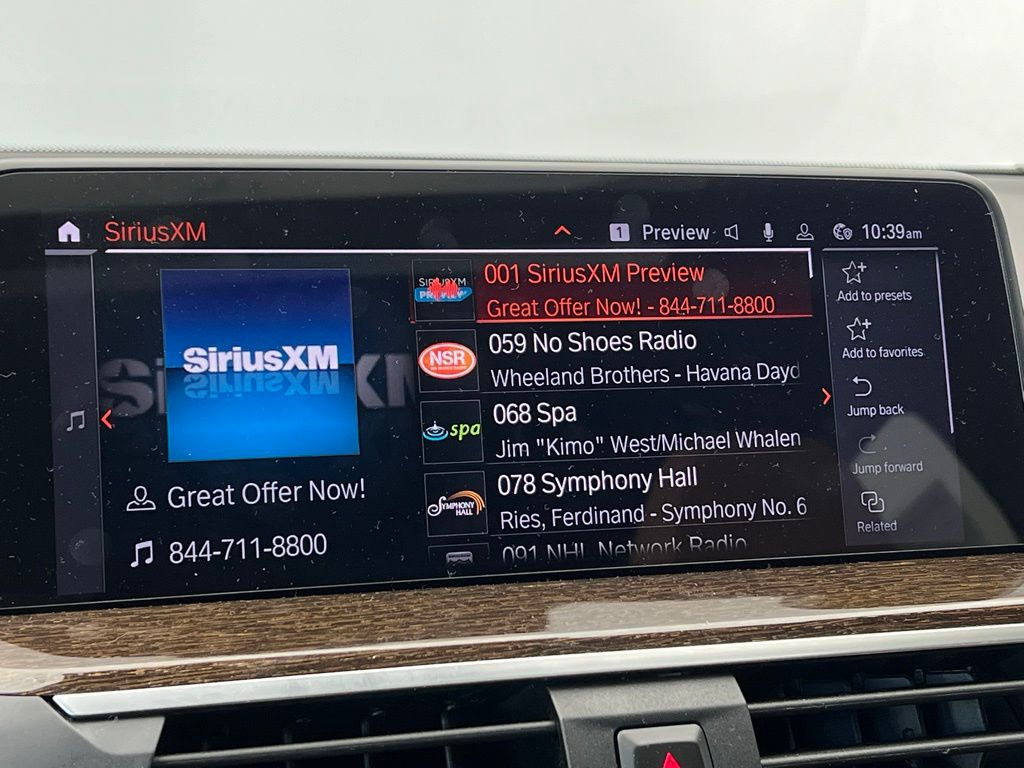 SiriusXM
1 Preview 10:39am
SiriusXM
SiriusXM
Great Offer Now!
844-711-8800
SIRIUSXM
PREVIEW
001 SiriusXM Preview
Great Offer Now! - 844-711-8800
NSR
059 No Shoes Radio
Wheeland Brothers - Havana Dayd
spa
068 Spa
Jim "Kimo" West/Michael Whalen
SYMPHONY
HALL
078 Symphony Hall
Ries, Ferdinand - Symphony No. 6
091 NHL Network Radio
Add to presets
Add to favorites
Jump back
Jump forward
Related